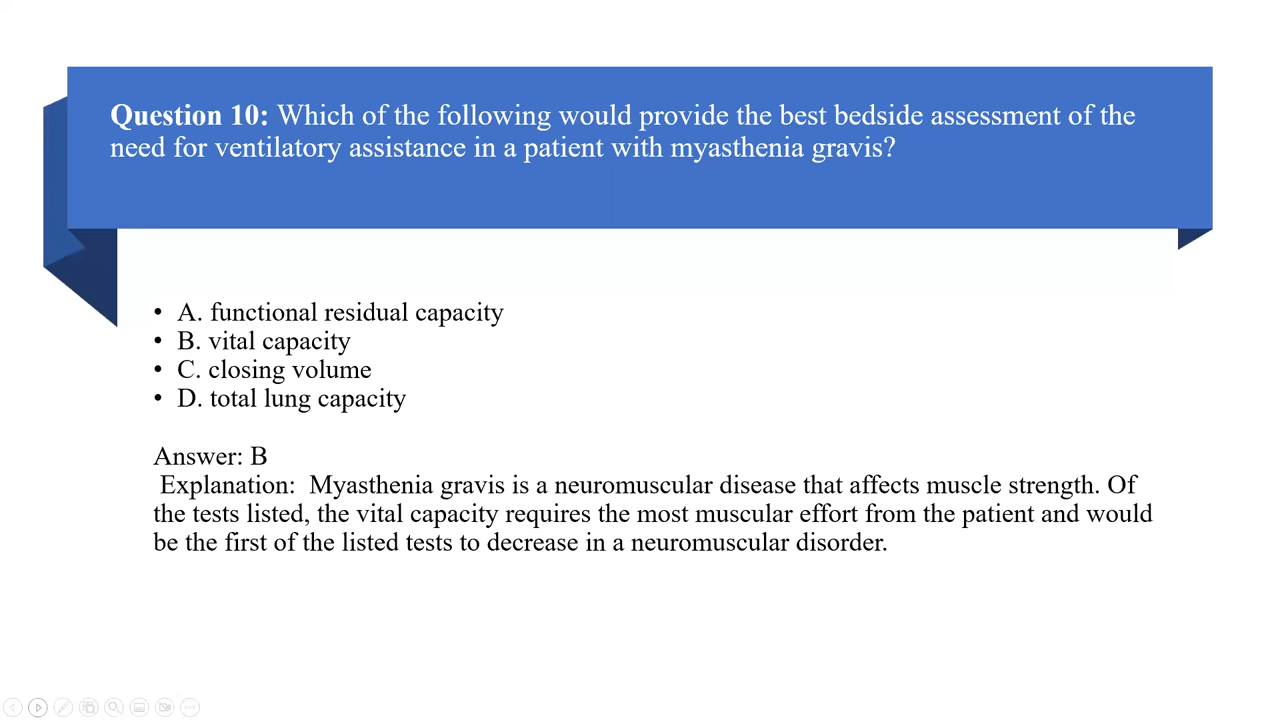 Question 10: Which of the following would provide the best bedside assessment of the
need for ventilatory assistance in a patient with myasthenia gravis?
• A. functional residual capacity
• B. vital capacity
• C. closing volume
• D. total lung capacity
Answer: B
Explanation: Myasthenia gravis is a neuromuscular disease that affects muscle strength. Of
the tests listed, the vital capacity requires the most muscular effort from the patient and would
be the first of the listed tests to decrease in a neuromuscular disorder.